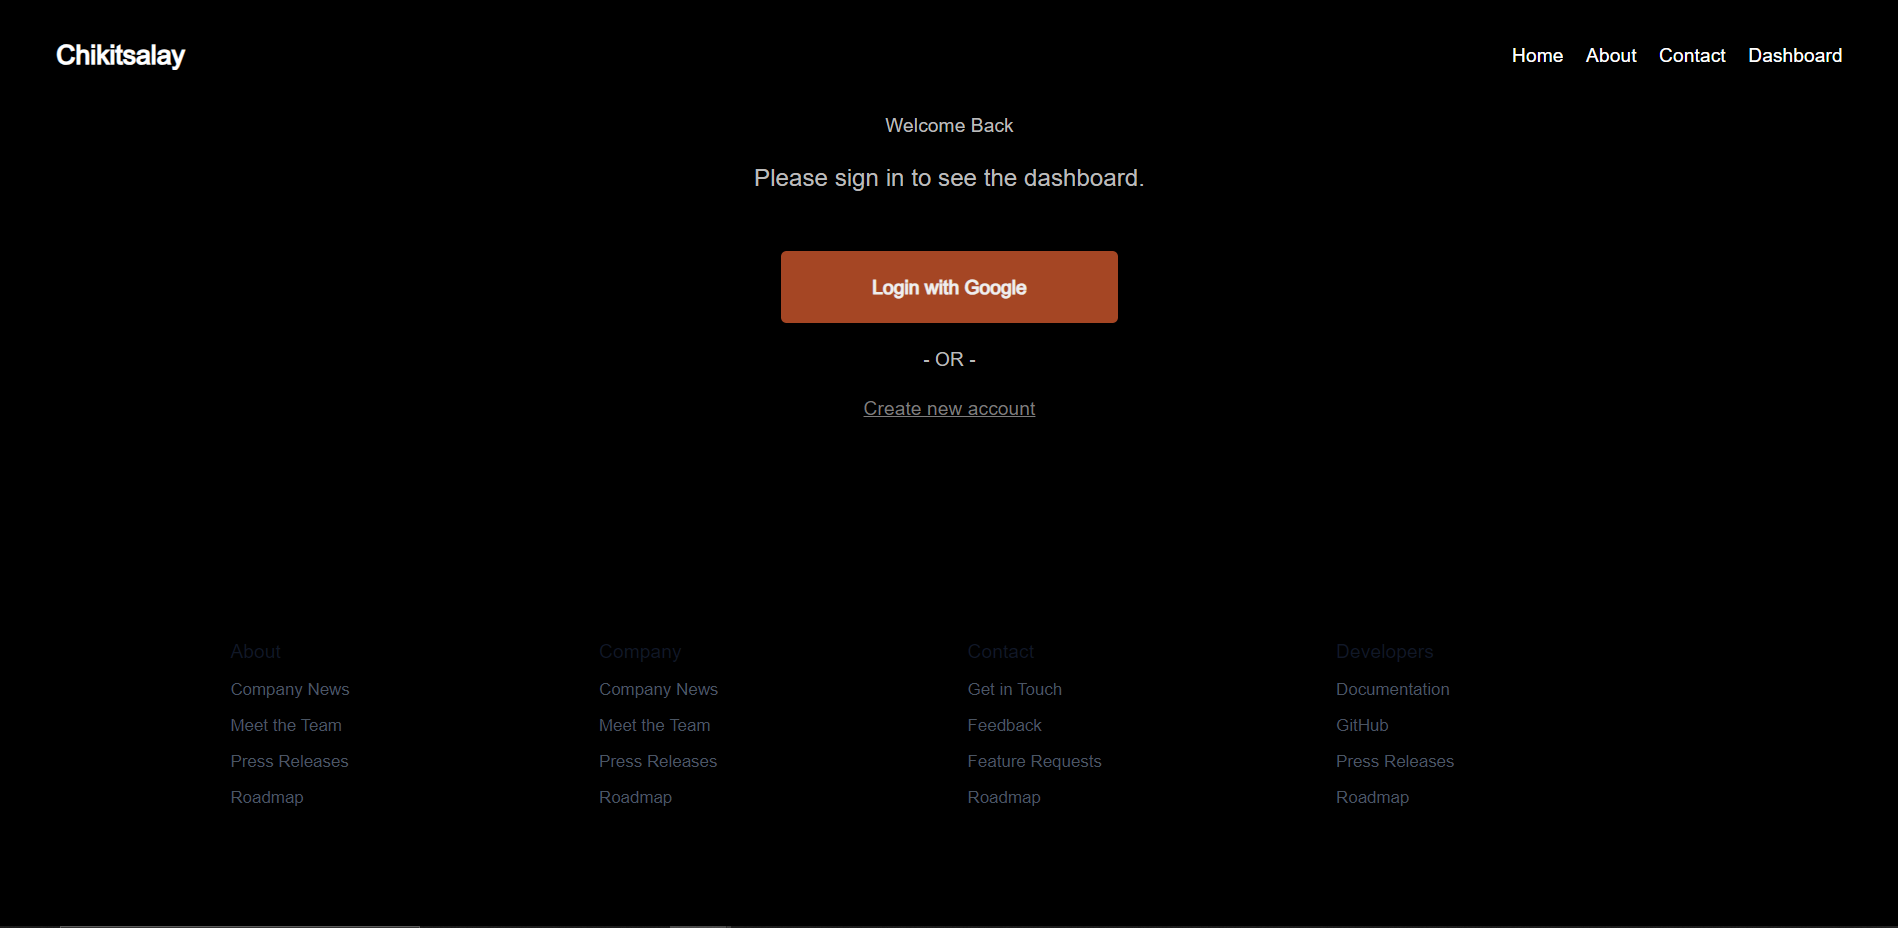 Chikitsalay
Home About Contact Dashboard
Welcome Back
Please sign in to see the dashboard.
Login with Google
- OR -
Create new account
About
Company News
Meet the Team
Press Releases
Roadmap
Company
Company News
Meet the Team
Press Releases
Roadmap
Contact
Get in Touch
Feedback
Feature Requests
Roadmap
Developers
Documentation
GitHub
Press Releases
Roadmap